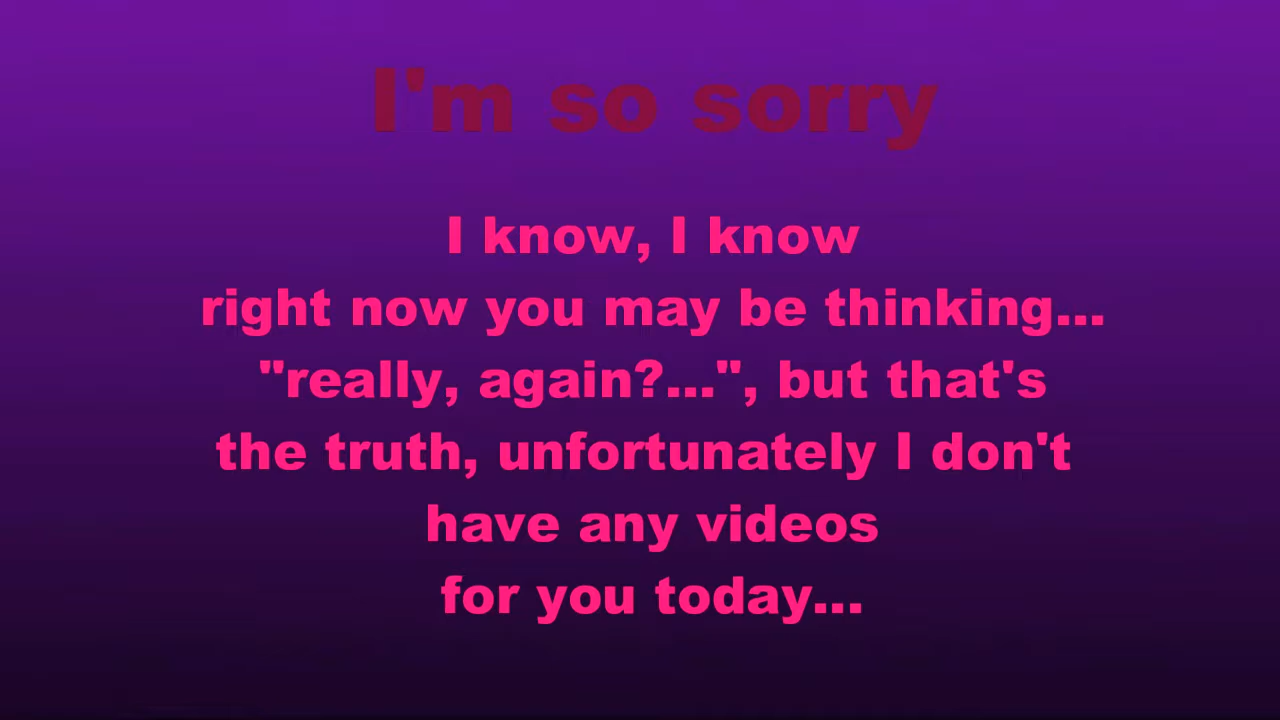 I'm so sorry
I know, I know
right now you may be thinking...
"really, again?...", but that's
the truth, unfortunately I don't
have any videos
for you today...